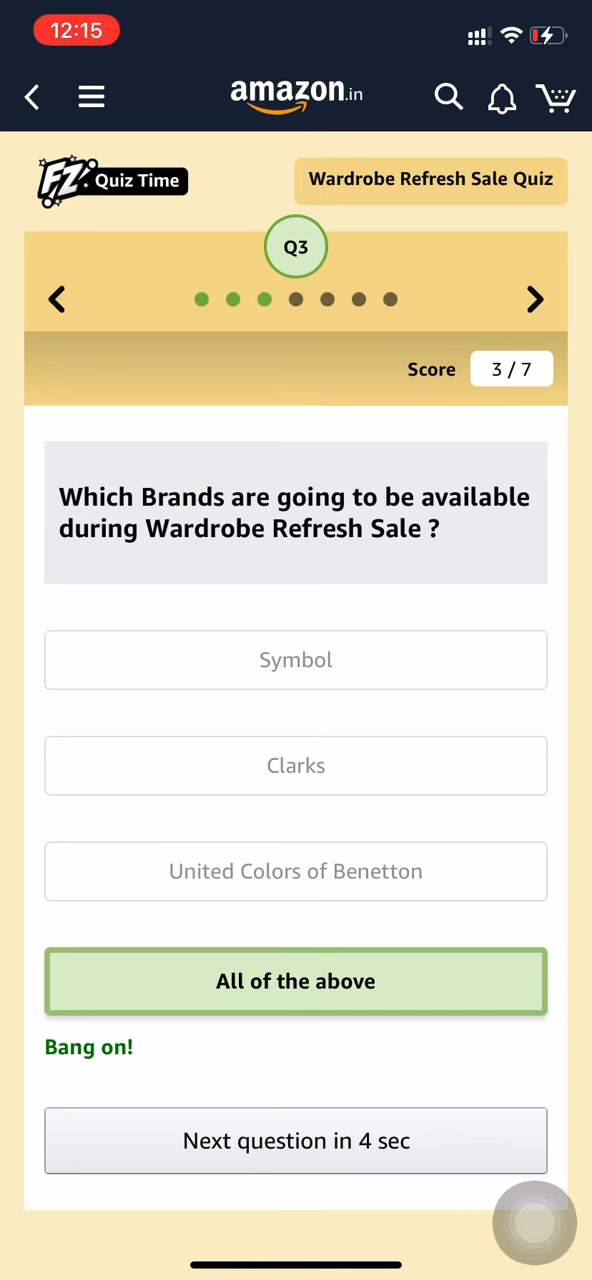 12:15
amazon.in
FZ. Quiz Time
Wardrobe Refresh Sale Quiz
Q3
Score 3 / 7
Which Brands are going to be available
during Wardrobe Refresh Sale ?
Symbol
Clarks
United Colors of Benetton
All of the above
Bang on!
Next question in 4 sec